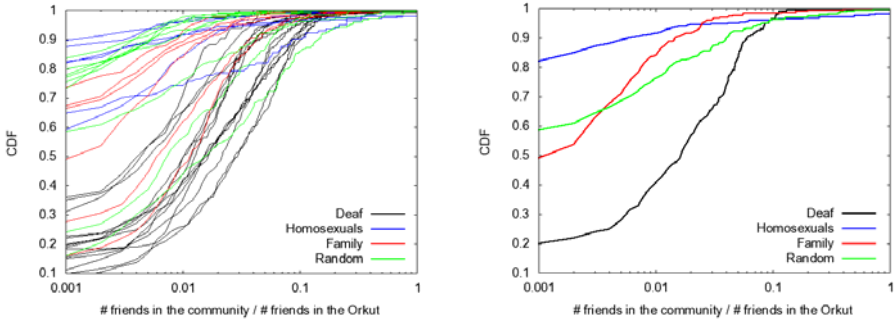 1
0.9
0.8
0.7
0.6
0.5
0.4
0.3
0.2
0.1
CDF
0.001
0.01
0.1
1
# friends in the community / # friends in the Orkut
Deaf
Homosexuals
Family
Random
1
0.9
0.8
0.7
0.6
0.5
0.4
0.3
0.2
0.1
CDF
0.001
0.01
0.1
1
# friends in the community / # friends in the Orkut
Deaf
Homosexuals
Family
Random